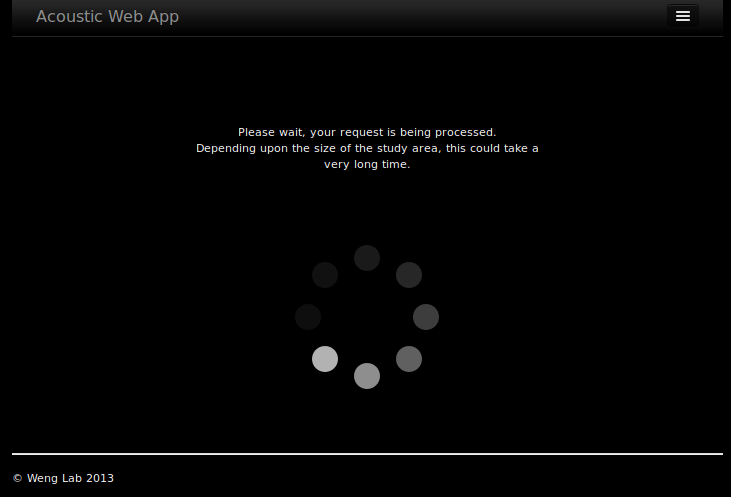 Acoustic Web App
Please wait, your request is being processed.
Depending upon the size of the study area, this could take a
very long time.
© Weng Lab 2013